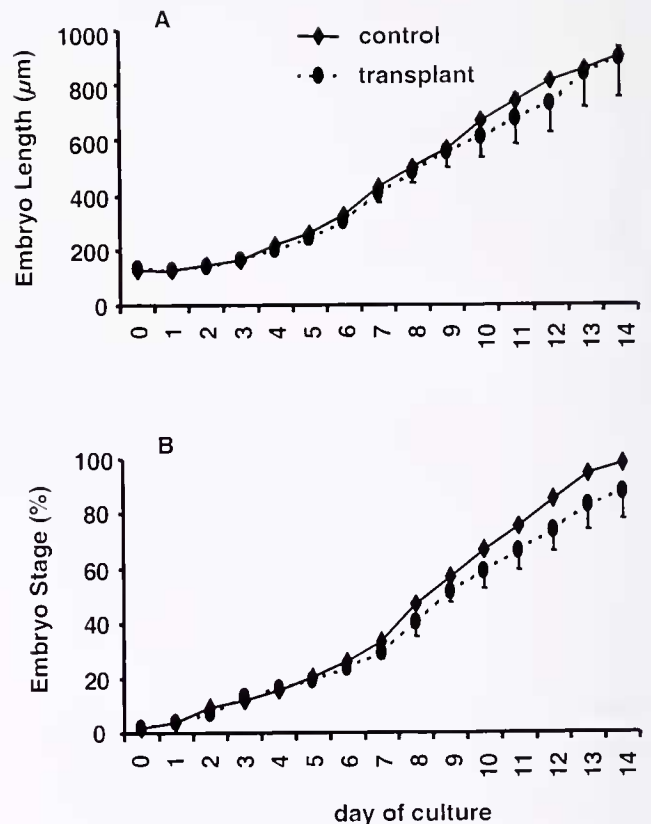 A
control
transplant
Embryo Length (µm)
1000
800
600
400
200
0
0 1 2 3 4 5 6 7 8 9 10 11 12 13 14
B
Embryo Stage (%)
100
80
60
40
20
0
0 1 2 3 4 5 6 7 8 9 10 11 12 13 14
day of culture